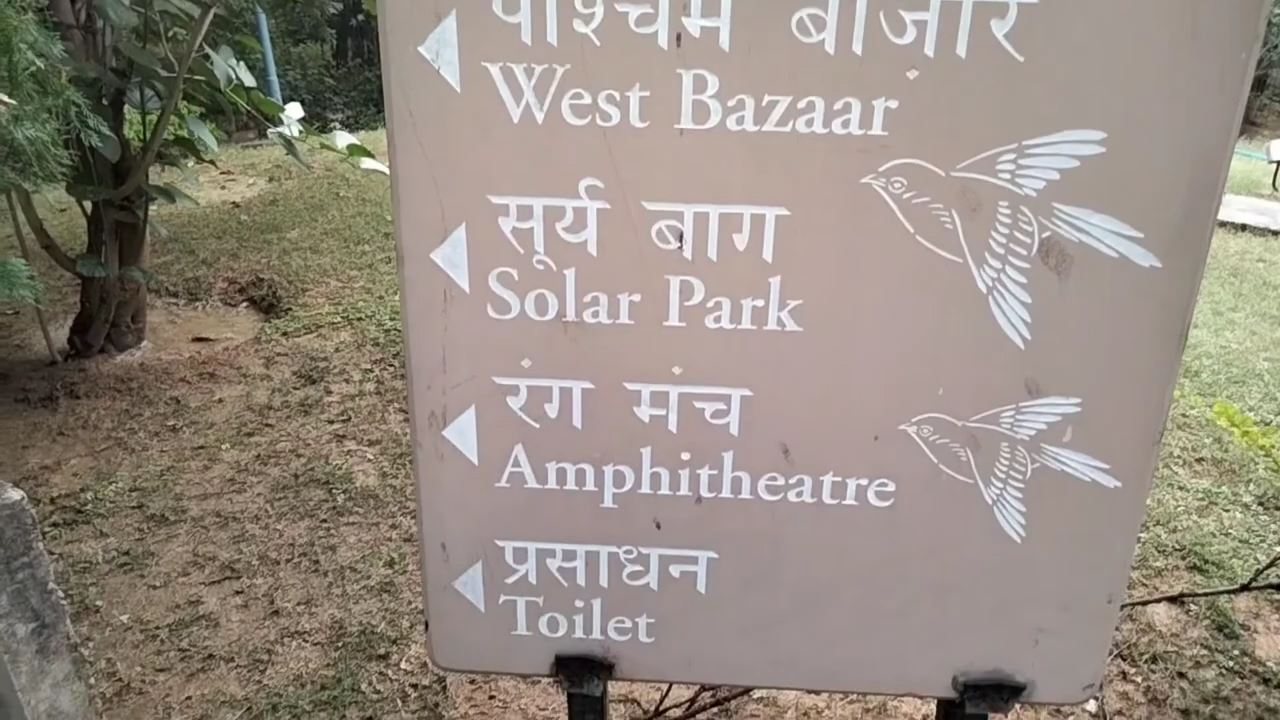 पश्चिम बाजार
West Bazaar
सूर्य बाग
Solar Park
रंग मंच
Amphitheatre
प्रसाधन
Toilet